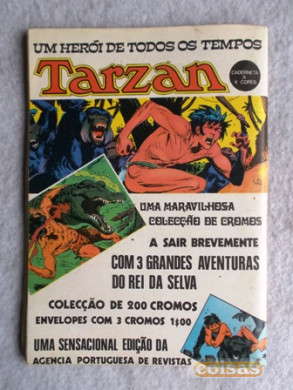 UM HERÓI DE TODOS OS TEMPOS
Tarzan
CADERNETA
A
4 CORES
UMA MARAVILHOSA
COLECÇÃO DE CROMOS
A SAIR BREVEMENTE
COM 3 GRANDES AVENTURAS
DO REI DA SELVA
COLECÇÃO DE 200 CROMOS
ENVELOPES COM 3 CROMOS 1$00
UMA SENSACIONAL EDIÇÃO DA
AGENCIA PORTUGUESA DE REVISTAS
coisas